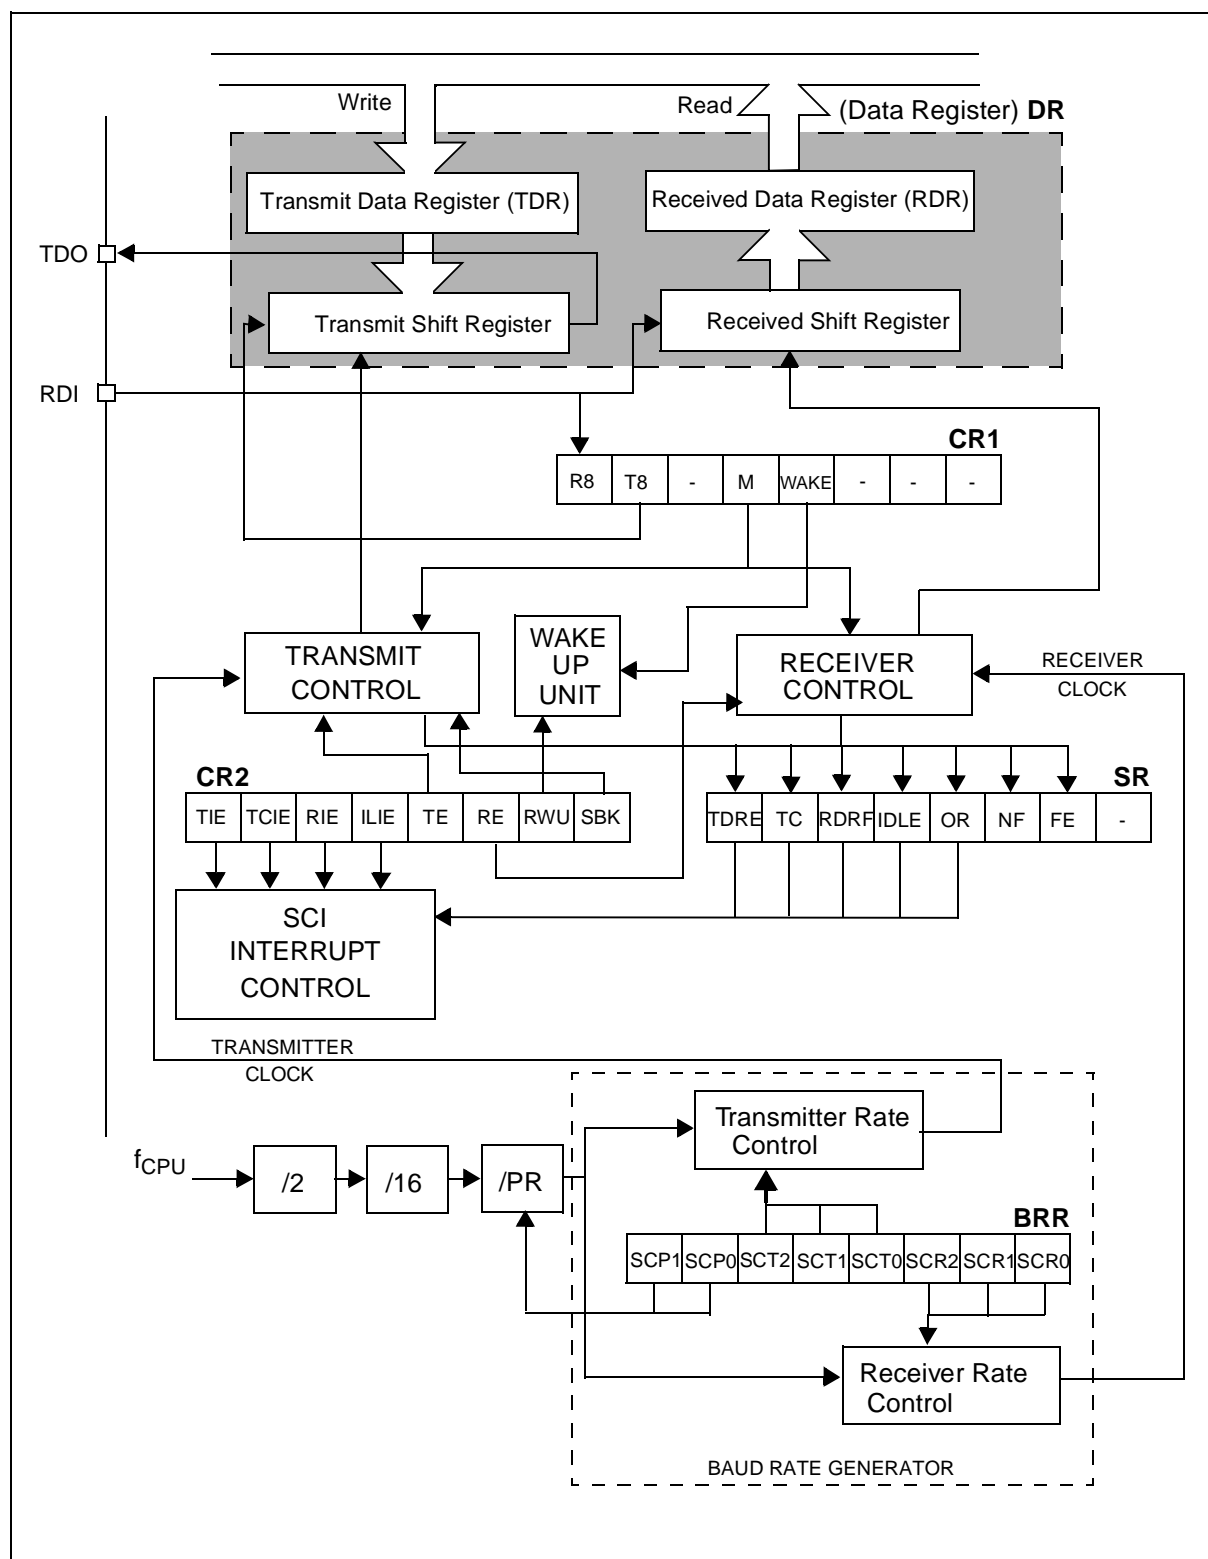 Write
Read
(Data Register) DR
Transmit Data Register (TDR)
Received Data Register (RDR)
TDO
Transmit Shift Register
Received Shift Register
RDI
CR1
R8 T8 - M WAKE - - -
TRANSMIT
CONTROL
WAKE
UP
UNIT
RECEIVER
CONTROL
RECEIVER
CLOCK
CR2
SR
TIE TCIE RIE ILIE TE RE RWU SBK
TDRE TC RDRF IDLE OR NF FE -
SCI
INTERRUPT
CONTROL
TRANSMITTER
CLOCK
Transmitter Rate
Control
fCPU
/2
/16
/PR
BRR
SCP1 SCP0 SCT2 SCT1 SCT0 SCR2 SCR1 SCR0
Receiver Rate
Control
BAUD RATE GENERATOR